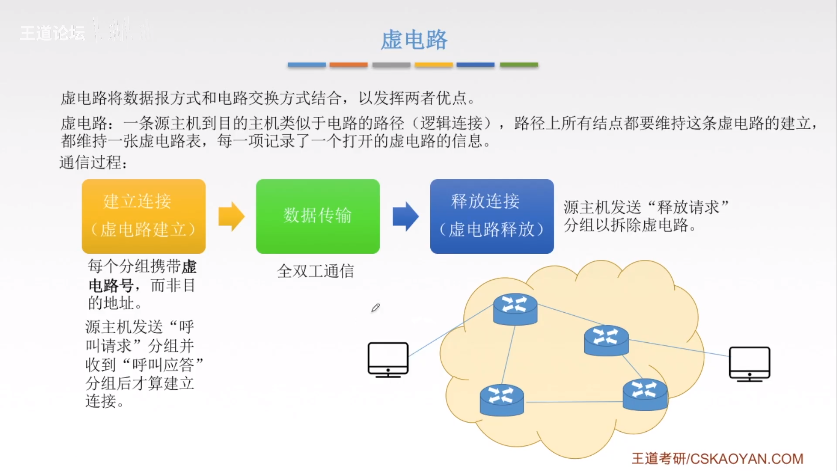 王道论坛
虚电路
虚电路将数据报方式和电路交换方式结合，以发挥两者优点。
虚电路：一条源主机到目的主机类似于电路的路径（逻辑连接），路径上所有结点都要维持这条虚电路的建立，
都维持一张虚电路表，每一项记录了一个打开的虚电路的信息。
通信过程：
建立连接
（虚电路建立）
数据传输
释放连接
（虚电路释放）
源主机发送“释放请求”
分组以拆除虚电路。
每个分组携带虚
电路号，而非目
的地址。
全双工通信
源主机发送“呼
叫请求”分组并
收到“呼叫应答”
分组后才算建立
连接。
王道考研/CSKAOYAN.COM